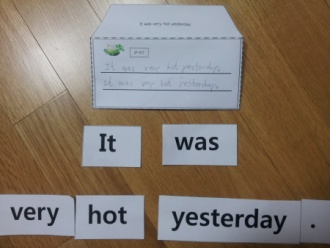 It was very hot yesterday.
It was very hot yesterday.
It was very hot yesterday.
It was
very hot yesterday .